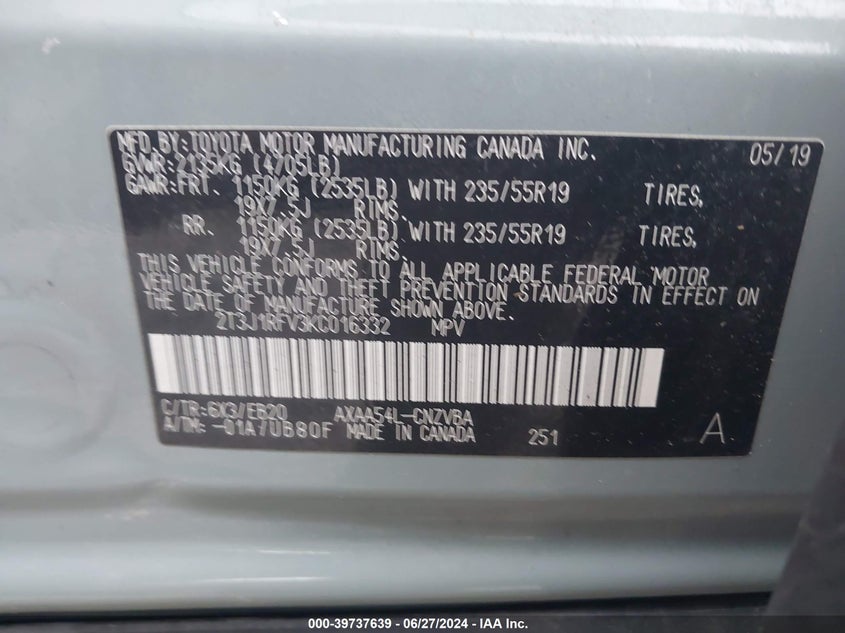 MFD. BY: TOYOTA MOTOR MANUFACTURING CANADA INC. 05/19
GVWR: 2135KG (4705LB)
GAWR: FRT. 1150KG (2535LB) WITH 235/55R19 TIRES,
19X7.5J RIMS.
RR. 1150KG (2535LB) WITH 235/55R19 TIRES,
19X7.5J RIMS.
THIS VEHICLE CONFORMS TO ALL APPLICABLE FEDERAL MOTOR
VEHICLE SAFETY AND THEFT PREVENTION STANDARDS IN EFFECT ON
THE DATE OF MANUFACTURE SHOWN ABOVE.
2T3J1RFV3KC016332 MPV
C/TR: 6X3/EB20 AXAA54L-CNZVBA
A/TM: -01A/UB80F MADE IN CANADA 251 A
000-39737639 - 06/27/2024 - IAA Inc.